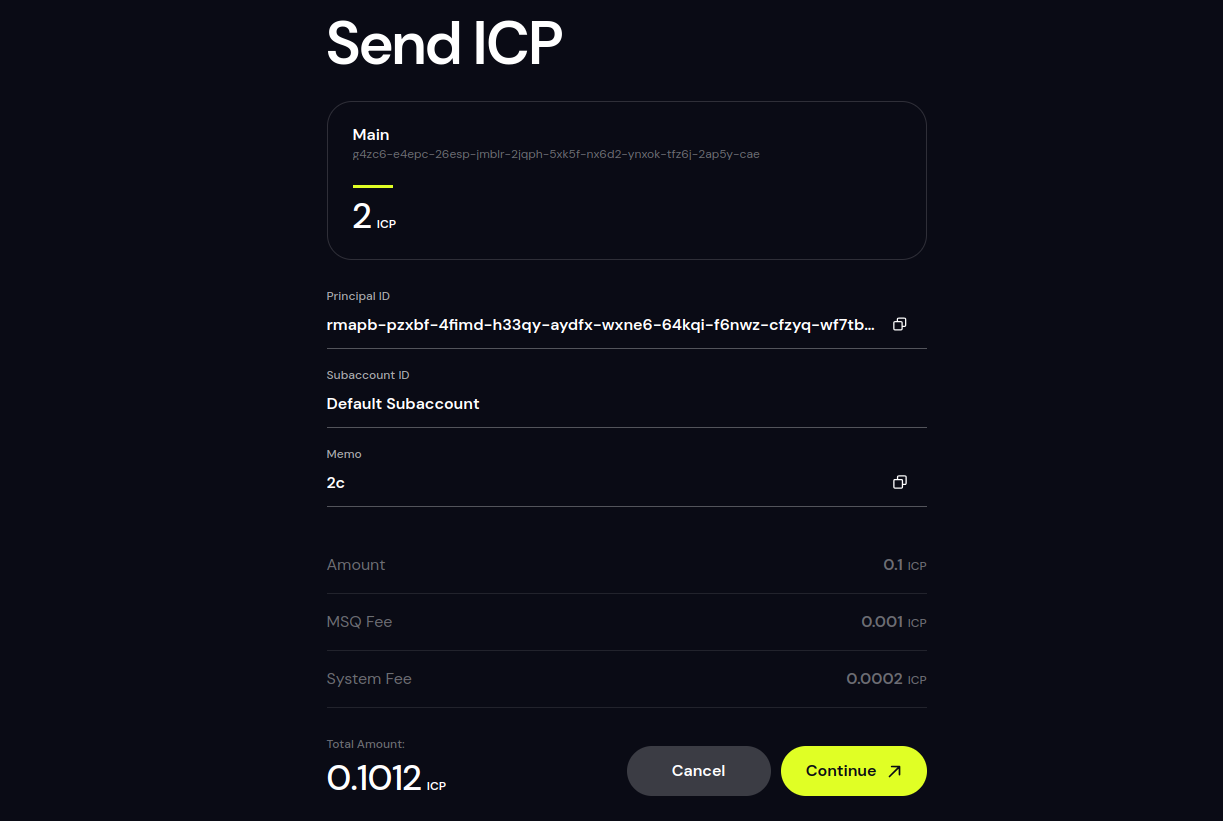 Send ICP
Main
g4zc6-e4epc-26esp-jmblr-2jqph-5xk5f-nx6d2-ynxok-tfz6j-2ap5y-cae
2 ICP
Principal ID
rmapb-pzxbf-4fimd-h33qy-aydfx-wxne6-64kqi-f6nwz-cfzyq-wf7tb...
Subaccount ID
Default Subaccount
Memo
2c
Amount 0.1 ICP
MSQ Fee 0.001 ICP
System Fee 0.0002 ICP
Total Amount:
0.1012 ICP
Cancel
Continue